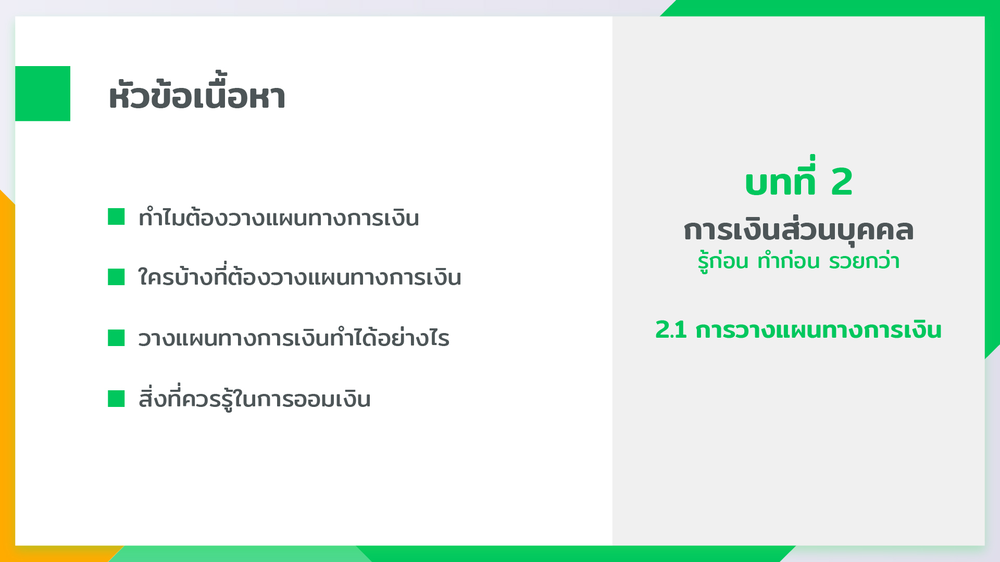 หัวข้อเนื้อหา
ทำไมต้องวางแผนทางการเงิน
ใครบ้างที่ต้องวางแผนทางการเงิน
วางแผนทางการเงินทำได้อย่างไร
สิ่งที่ควรรู้ในการออมเงิน
บทที่ 2
การเงินส่วนบุคคล
รู้ก่อน ทำก่อน รวยกว่า
2.1 การวางแผนทางการเงิน